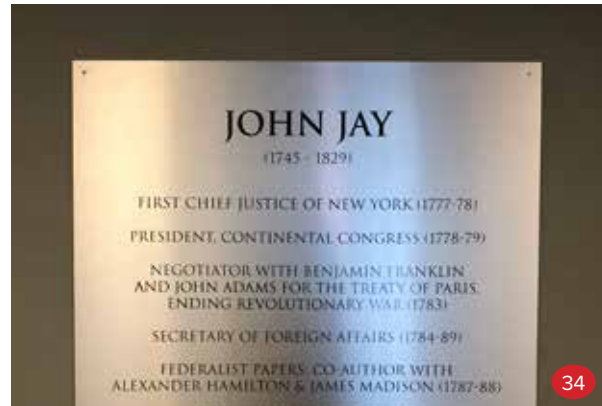 JOHN JAY
(1745 - 1829)
FIRST CHIEF JUSTICE OF NEW YORK (1777-78)
PRESIDENT, CONTINENTAL CONGRESS (1778-79)
NEGOTIATOR WITH BENJAMIN FRANKLIN
AND JOHN ADAMS FOR THE TREATY OF PARIS,
ENDING REVOLUTIONARY WAR (1783)
SECRETARY OF FOREIGN AFFAIRS (1784-89)
FEDERALIST PAPERS: CO-AUTHOR WITH
ALEXANDER HAMILTON & JAMES MADISON (1787-88)
34